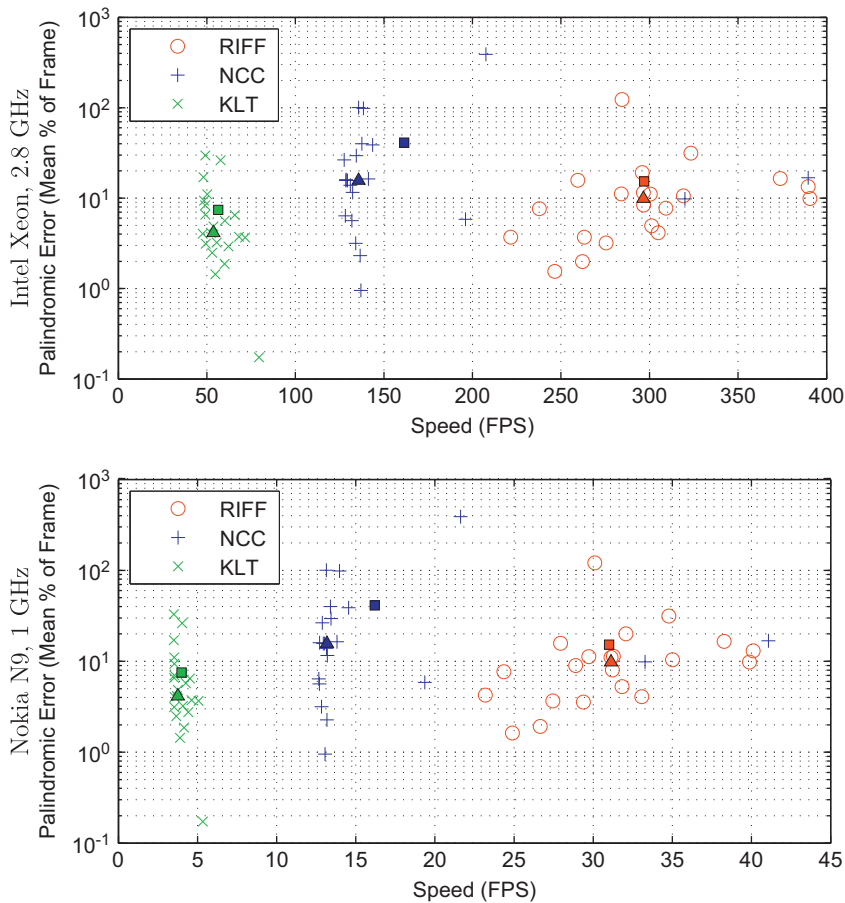 Intel Xeon, 2.8 GHz
Palindromic Error (Mean % of Frame)
10^3
10^2
10^1
10^0
10^-1
RIFF
NCC
KLT
0 50 100 150 200 250 300 350 400
Speed (FPS)
Nokia N9, 1 GHz
Palindromic Error (Mean % of Frame)
10^3
10^2
10^1
10^0
10^-1
RIFF
NCC
KLT
0 5 10 15 20 25 30 35 40 45
Speed (FPS)